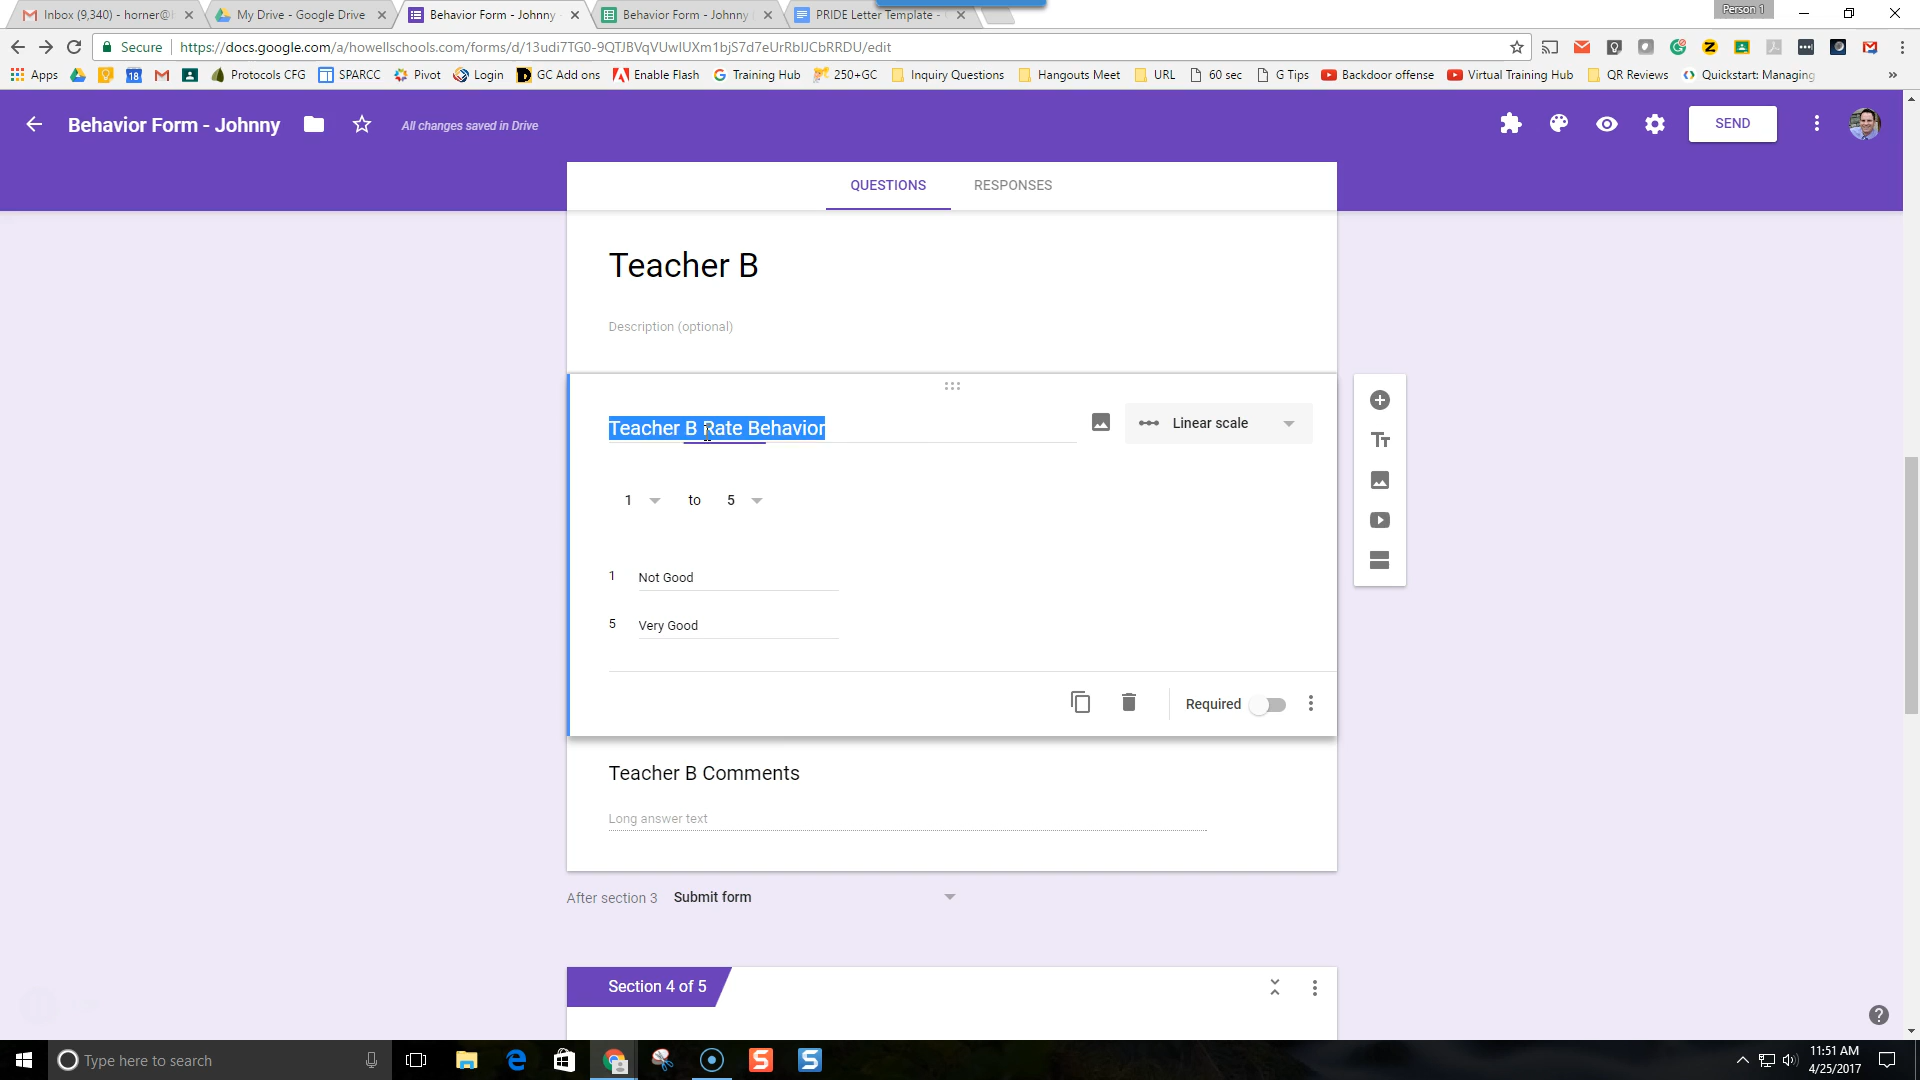 Inbox (9,340) - horner@
My Drive - Google Drive
Behavior Form - Johnny
Behavior Form - Johnny
PRIDE Letter Template -
Person 1
Secure
https://docs.google.com/a/howellschools.com/forms/d/13udi7TG0-9QTJBVqVUwIUXm1bjS7d7eUrRbIJCbRRDU/edit
Apps
18
Protocols CFG
SPARCC
Pivot
Login
GC Add ons
Enable Flash
Training Hub
250+GC
Inquiry Questions
Hangouts Meet
URL
60 sec
G Tips
Backdoor offense
Virtual Training Hub
QR Reviews
Quickstart: Managing
Behavior Form - Johnny
All changes saved in Drive
SEND
QUESTIONS
RESPONSES
Teacher B
Description (optional)
Teacher B Rate Behavior
Linear scale
1 to 5
1 Not Good
5 Very Good
Required
Teacher B Comments
Long answer text
After section 3 Submit form
Section 4 of 5
Type here to search
11:51 AM
4/25/2017